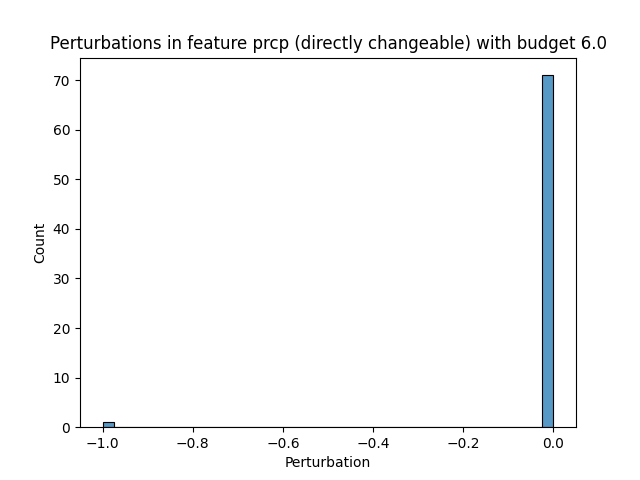 Perturbations in feature prcp (directly changeable) with budget 6.0
70
60
50
40
30
20
10
0
Count
−1.0 −0.8 −0.6 −0.4 −0.2 0.0
Perturbation